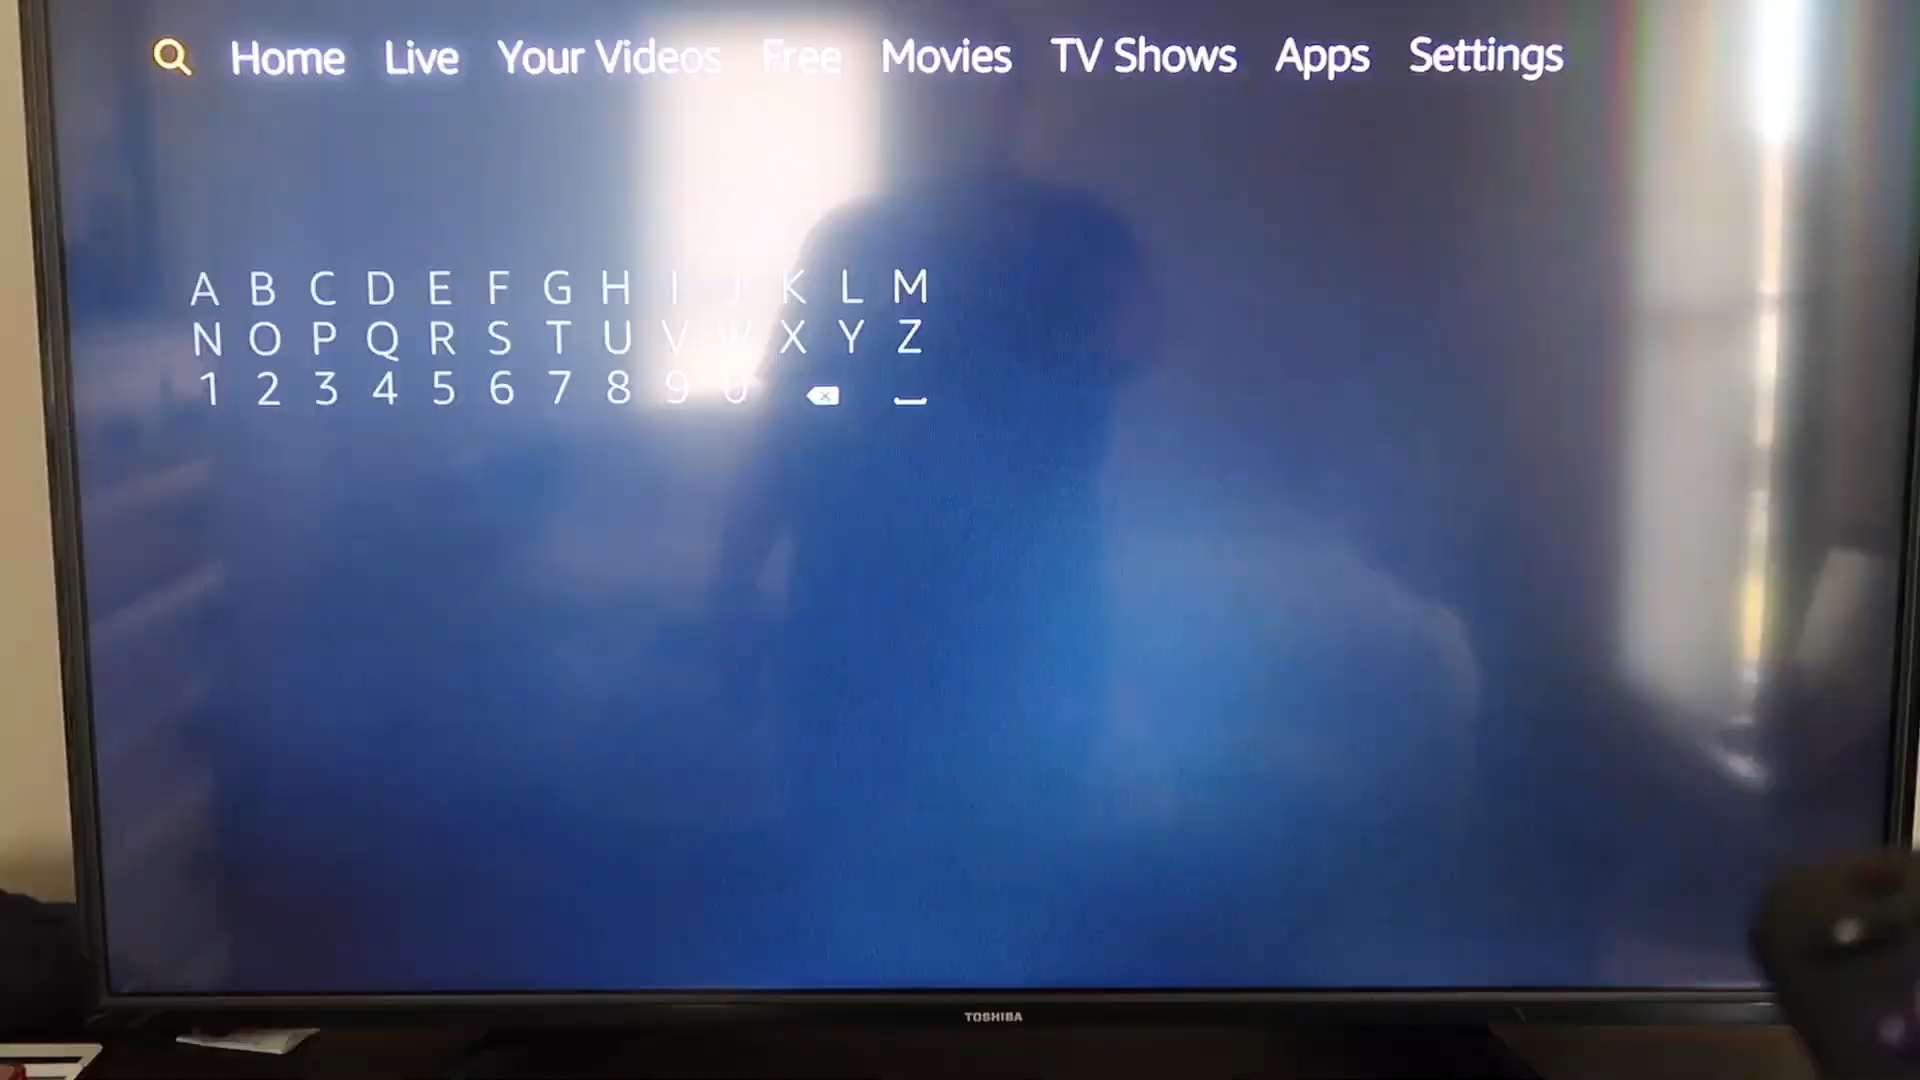 Home Live Your Videos Free Movies TV Shows Apps Settings
A B C D E F G H I J K L M
N O P Q R S T U V W X Y Z
1 2 3 4 5 6 7 8 9 0
TOSHIBA